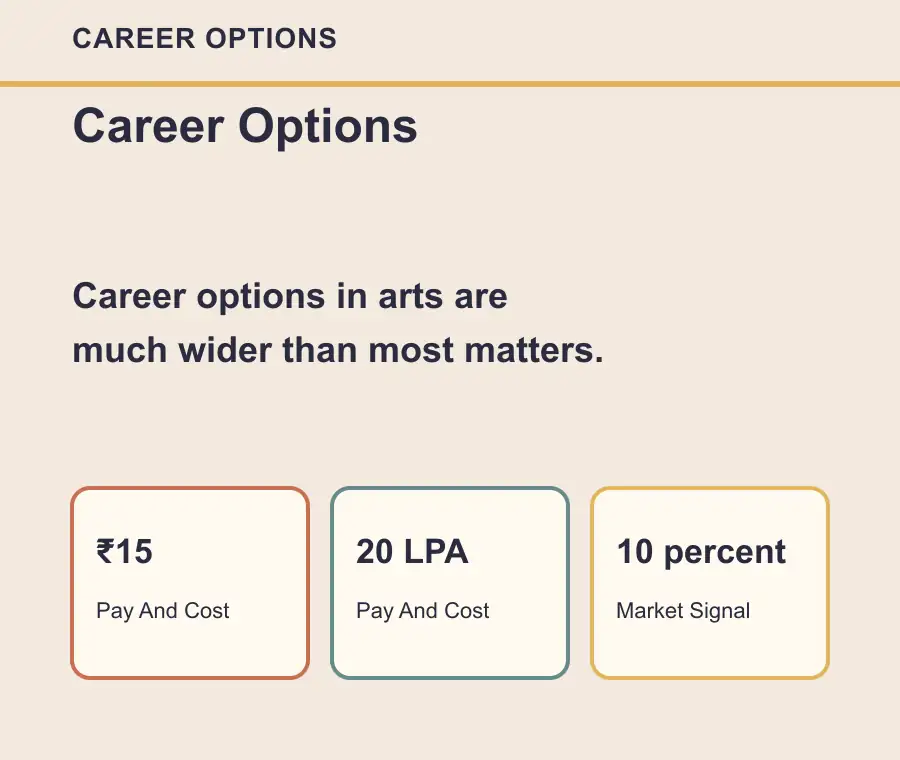 CAREER OPTIONS
Career Options
Career options in arts are
much wider than most matters.
₹15
Pay And Cost
20 LPA
Pay And Cost
10 percent
Market Signal